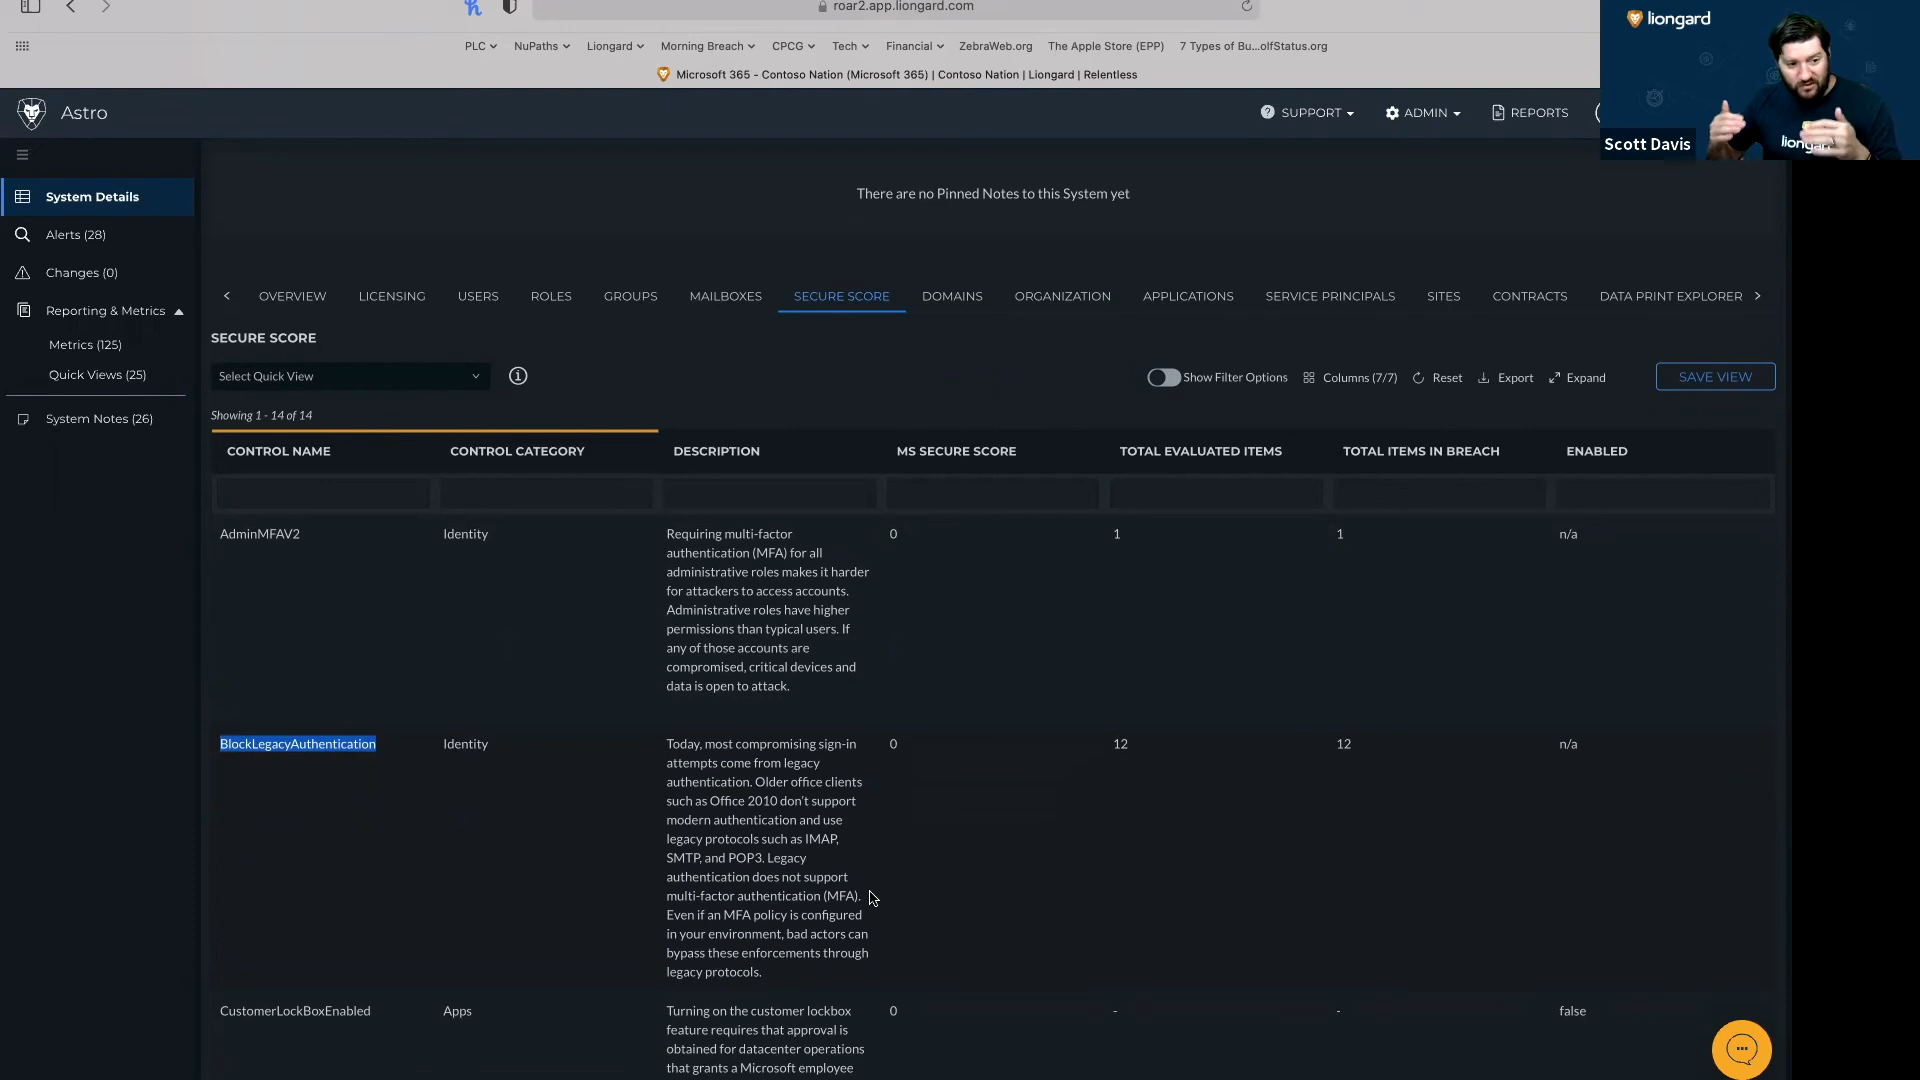 roar2.app.liongard.com
PLC
NuPaths
Liongard
Morning Breach
CPCG
Tech
Financial
ZebraWeb.org
The Apple Store (EPP)
7 Types of Bu...olfStatus.org
Microsoft 365 - Contoso Nation (Microsoft 365) | Contoso Nation | Liongard | Relentless
liongard
Scott Davis
Astro
SUPPORT
ADMIN
REPORTS
System Details
Alerts (28)
Changes (0)
Reporting & Metrics
Metrics (125)
Quick Views (25)
System Notes (26)
There are no Pinned Notes to this System yet
OVERVIEW
LICENSING
USERS
ROLES
GROUPS
MAILBOXES
SECURE SCORE
DOMAINS
ORGANIZATION
APPLICATIONS
SERVICE PRINCIPALS
SITES
CONTRACTS
DATA PRINT EXPLORER
SECURE SCORE
Select Quick View
Show Filter Options
Columns (7/7)
Reset
Export
Expand
SAVE VIEW
Showing 1 - 14 of 14
CONTROL NAME
CONTROL CATEGORY
DESCRIPTION
MS SECURE SCORE
TOTAL EVALUATED ITEMS
TOTAL ITEMS IN BREACH
ENABLED
AdminMFAV2
Identity
Requiring multi-factor
authentication (MFA) for all
administrative roles makes it harder
for attackers to access accounts.
Administrative roles have higher
permissions than typical users. If
any of those accounts are
compromised, critical devices and
data is open to attack.
0
1
1
n/a
BlockLegacyAuthentication
Identity
Today, most compromising sign-in
attempts come from legacy
authentication. Older office clients
such as Office 2010 don't support
modern authentication and use
legacy protocols such as IMAP,
SMTP, and POP3. Legacy
authentication does not support
multi-factor authentication (MFA).
Even if an MFA policy is configured
in your environment, bad actors can
bypass these enforcements through
legacy protocols.
0
12
12
n/a
CustomerLockBoxEnabled
Apps
Turning on the customer lockbox
feature requires that approval is
obtained for datacenter operations
that grants a Microsoft employee
0
-
-
false